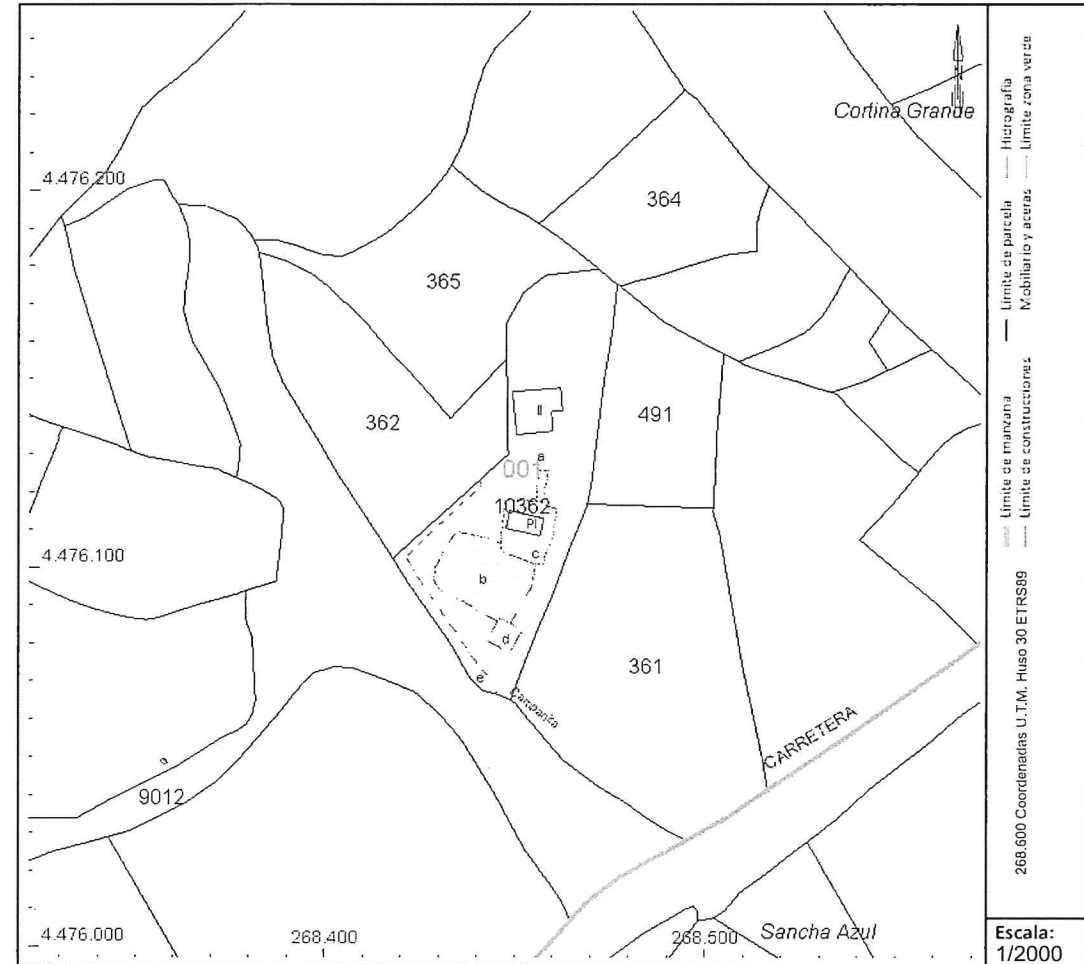 Cortina Grande
4.476.200
364
365
362
491
II
a
001
10362
PI
c
4.476.100
b
d
361
e
Campanita
CARRETERA
a
9012
4.476.000
268.400
268.500
Sancha Azul
Límite de manzana
Límite de parcela
Hidrografía
Límite de construcciones
Mobiliario y aceras
Límite zona verde
268.600 Coordenadas U.T.M. Huso 30 ETRS89
Escala:
1/2000